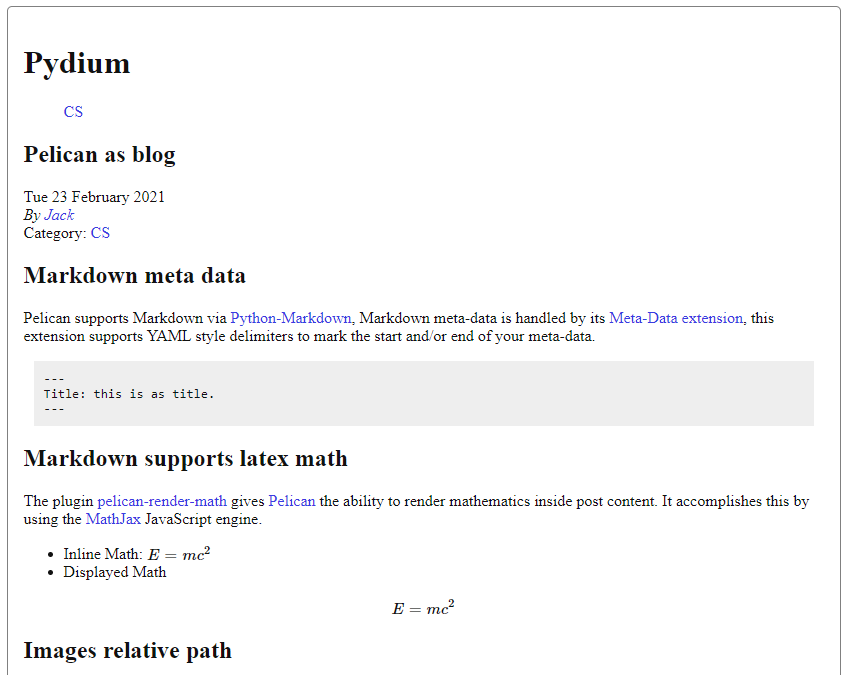 Pydium
CS
Pelican as blog
Tue 23 February 2021
By Jack
Category: CS
Markdown meta data
Pelican supports Markdown via Python-Markdown, Markdown meta-data is handled by its Meta-Data extension, this
extension supports YAML style delimiters to mark the start and/or end of your meta-data.
---
Title: this is as title.
---
Markdown supports latex math
The plugin pelican-render-math gives Pelican the ability to render mathematics inside post content. It accomplishes this by
using the MathJax JavaScript engine.
• Inline Math: E = mc²
• Displayed Math
E = mc²
Images relative path